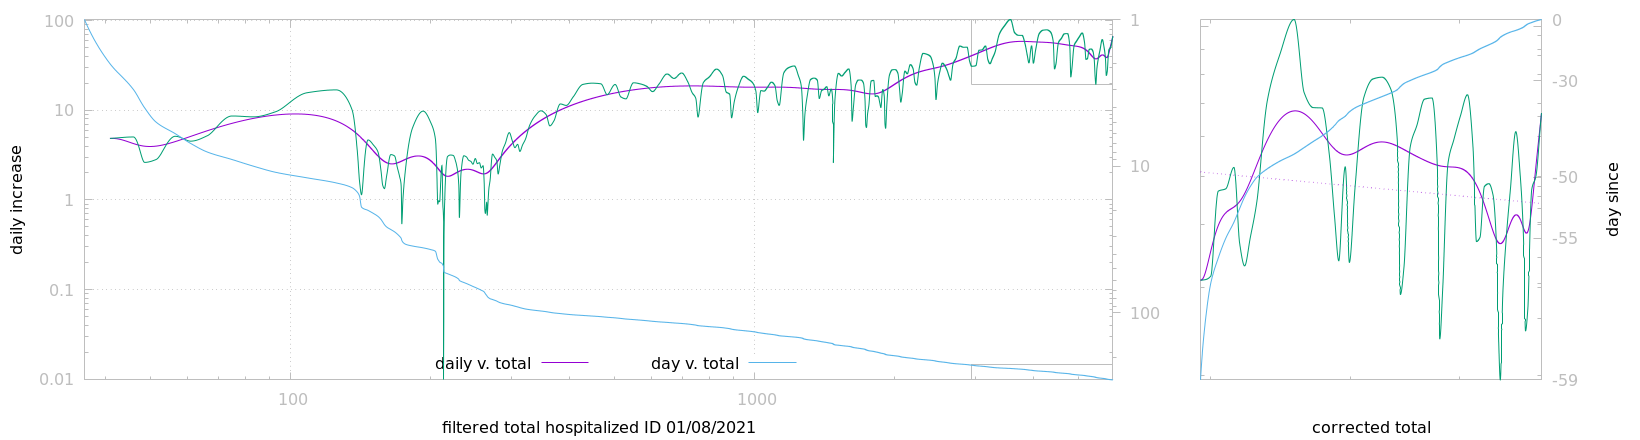 100
10
1
0.1
0.01
daily increase
daily v. total
day v. total
100
1000
filtered total hospitalized ID 01/08/2021
1
10
100
0
-30
-50
-55
-59
day since
corrected total